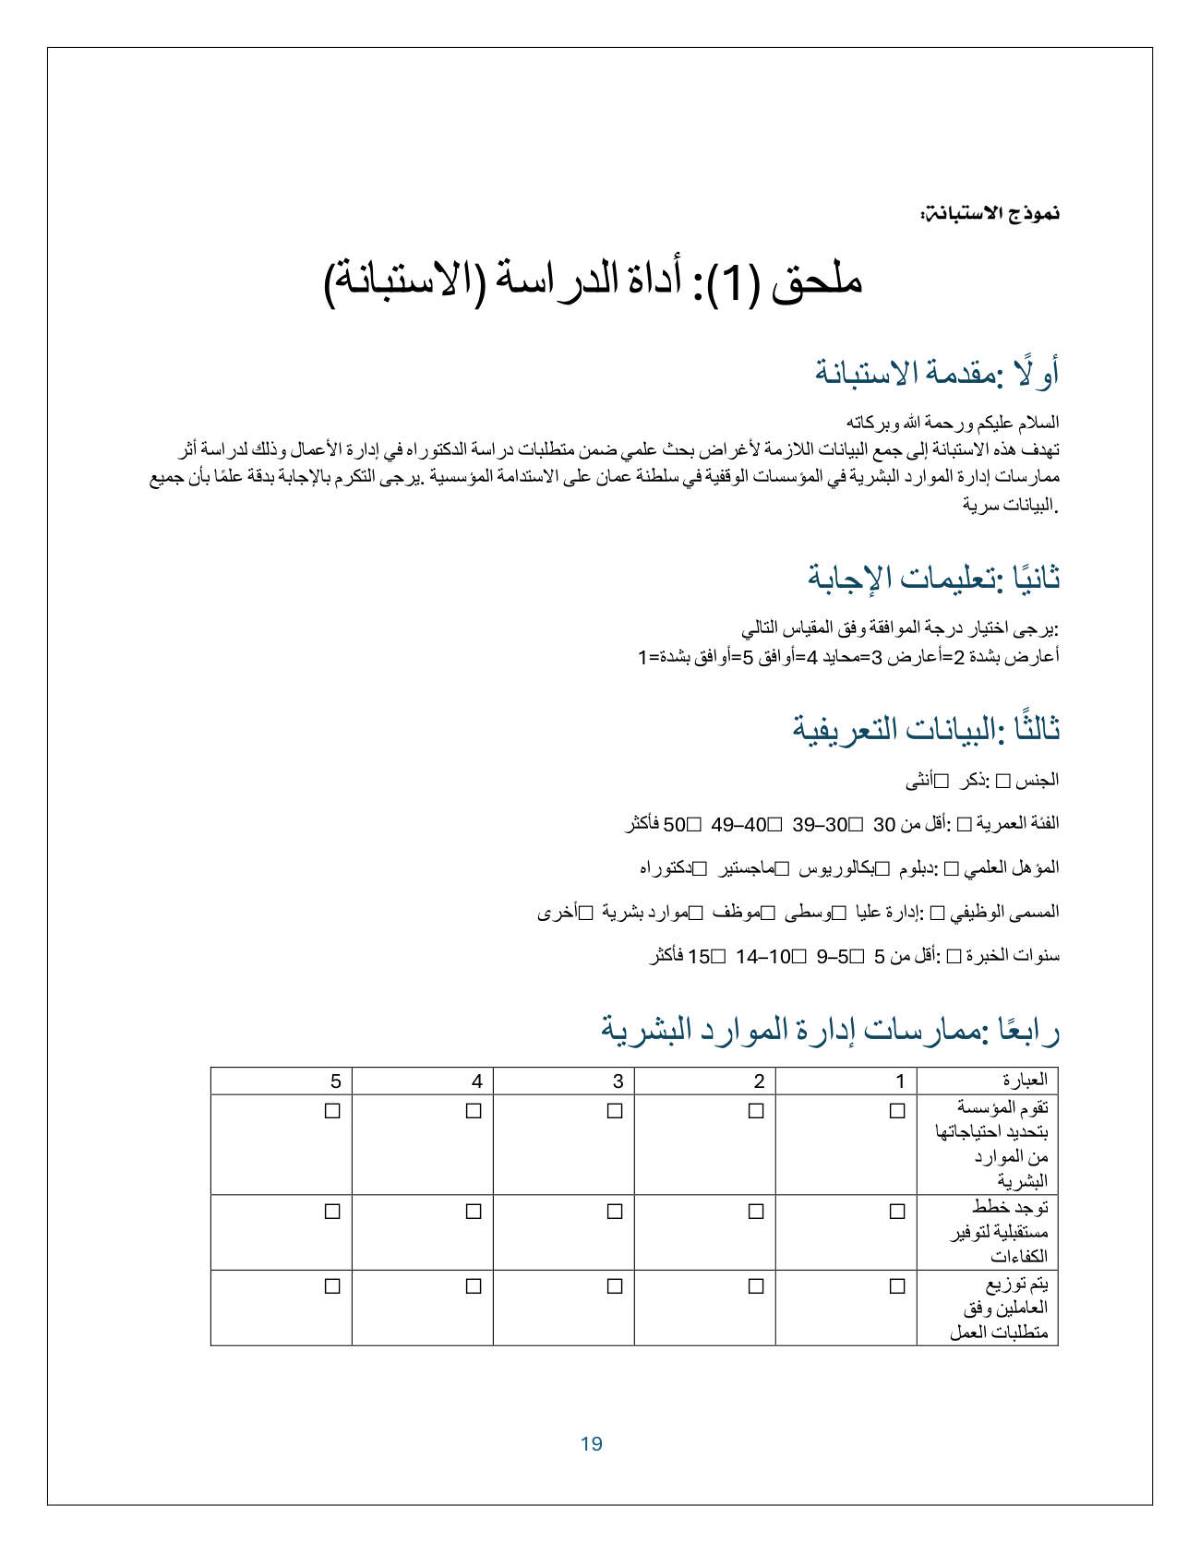 نموذج الاستبانة:
ملحق (1): أداة الدراسة (الاستبانة)
أولًا :مقدمة الاستبانة
السلام عليكم ورحمة الله وبركاته
تهدف هذه الاستبانة إلى جمع البيانات اللازمة لأغراض بحث علمي ضمن متطلبات دراسة الدكتوراه في إدارة الأعمال وذلك لدراسة أثر
ممارسات إدارة الموارد البشرية في المؤسسات الوقفية في سلطنة عمان على الاستدامة المؤسسية .يرجى التكرم بالإجابة بدقة علمًا بأن جميع
.البيانات سرية
ثانيًا :تعليمات الإجابة
:يرجى اختيار درجة الموافقة وفق المقياس التالي
أعارض بشدة 2=أعارض 3=محايد 4=أوافق 5=أوافق بشدة=1
ثالثًا :البيانات التعريفية
الجنس ☐ :ذكر ☐أنثى
الفئة العمرية ☐ :أقل من 30 ☐30–39 ☐40–49 ☐50 فأكثر
المؤهل العلمي ☐ :دبلوم ☐بكالوريوس ☐ماجستير ☐دكتوراه
المسمى الوظيفي ☐ :إدارة عليا ☐وسطى ☐موظف ☐موارد بشرية ☐أخرى
سنوات الخبرة ☐ :أقل من 5 ☐5–9 ☐10–14 ☐15 فأكثر
رابعًا :ممارسات إدارة الموارد البشرية
العبارة 1 2 3 4 5
تقوم المؤسسة ☐ ☐ ☐ ☐ ☐
بتحديد احتياجاتها
من الموارد
البشرية
توجد خطط ☐ ☐ ☐ ☐ ☐
مستقبلية لتوفير
الكفاءات
يتم توزيع ☐ ☐ ☐ ☐ ☐
العاملين وفق
متطلبات العمل
19